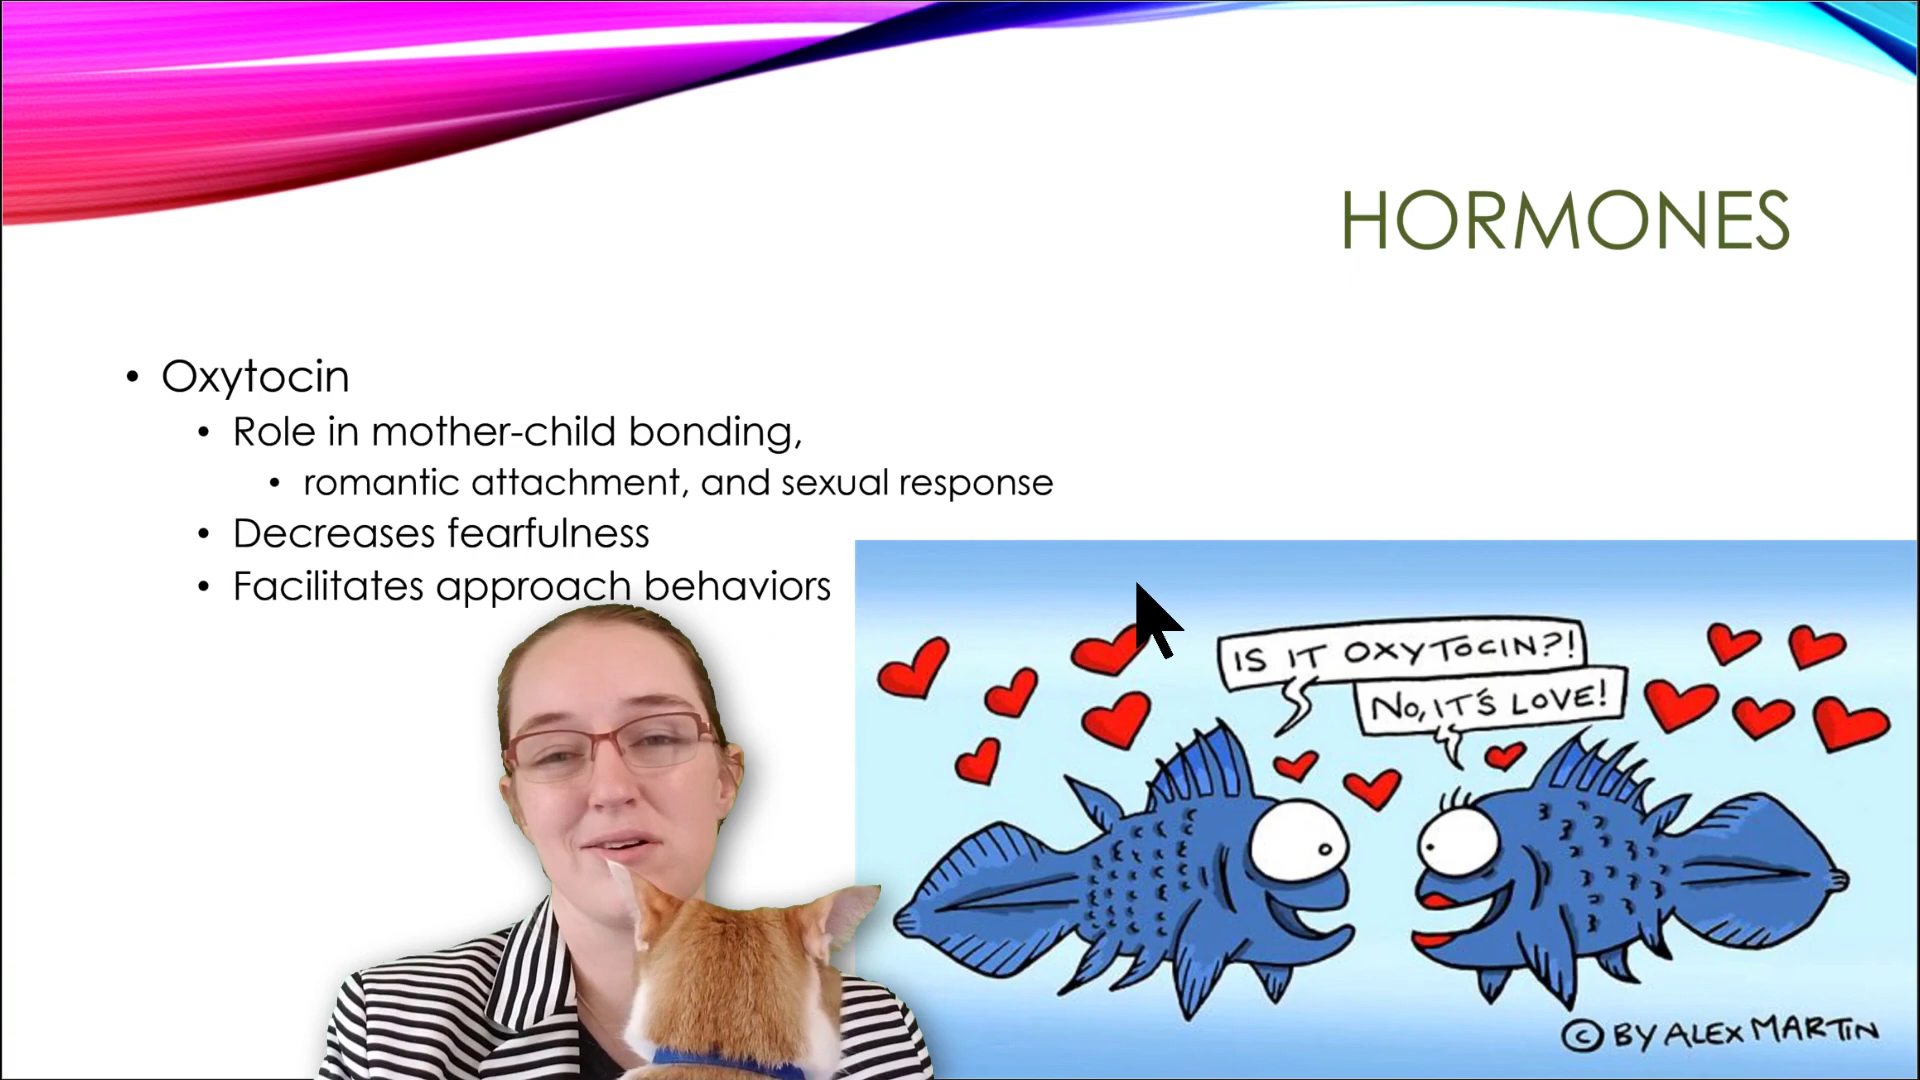 HORMONES
• Oxytocin
• Role in mother-child bonding,
• romantic attachment, and sexual response
• Decreases fearfulness
• Facilitates approach behaviors
IS IT OXYTOCIN?!
NO, IT'S LOVE!
© BY ALEX MARTIN